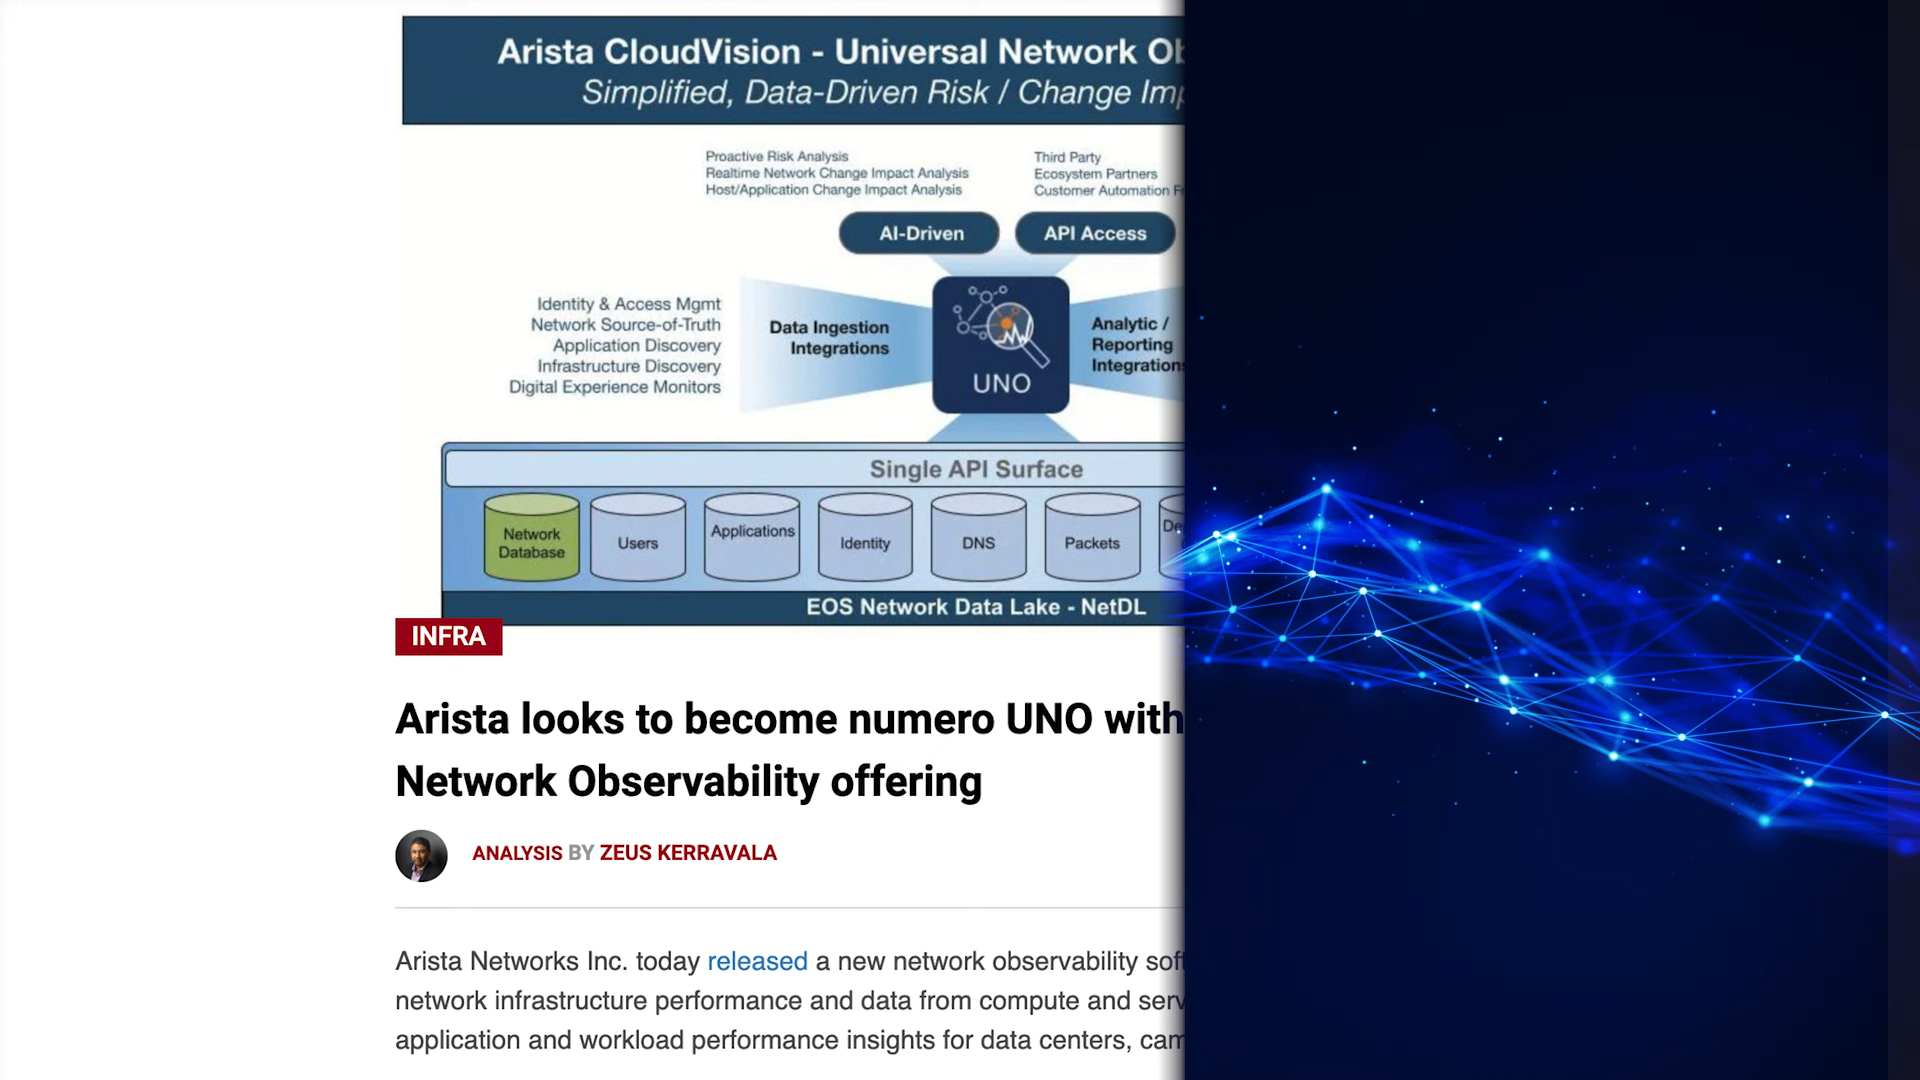 Arista CloudVision - Universal Network
Simplified, Data-Driven Risk / Change
Proactive Risk Analysis
Realtime Network Change Impact Analysis
Host/Application Change Impact Analysis
Third Party
Ecosystem Partners
Customer Automation
AI-Driven
API Access
Identity & Access Mgmt
Network Source-of-Truth
Application Discovery
Infrastructure Discovery
Digital Experience Monitors
Data Ingestion
Integrations
UNO
Analytic /
Reporting
Integrations
Single API Surface
Network
Database
Users
Applications
Identity
DNS
Packets
EOS Network Data Lake - NetDL
INFRA
Arista looks to become numero UNO with
Network Observability offering
ANALYSIS BY ZEUS KERRAVALA
Arista Networks Inc. today released a new network observability
network infrastructure performance and data from compute and
application and workload performance insights for data centers,